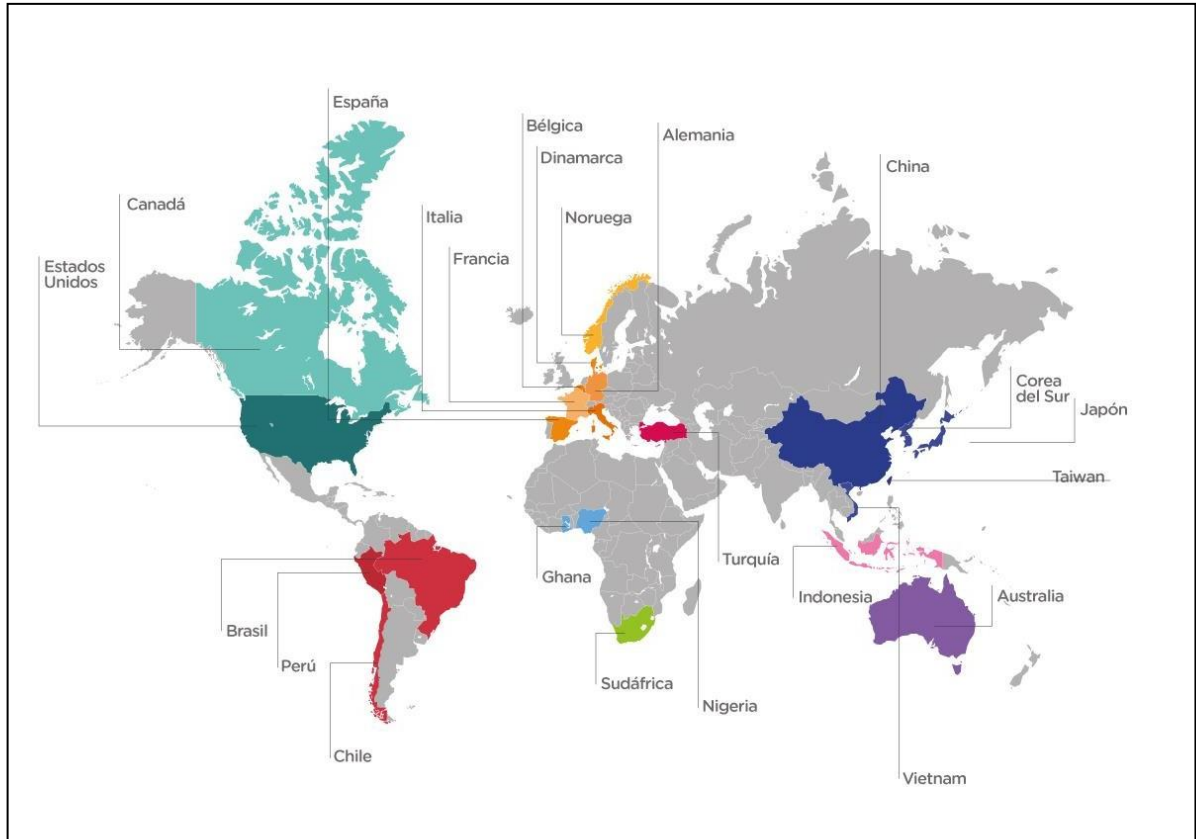 España
Bélgica
Alemania
Dinamarca
China
Canadá
Italia
Noruega
Francia
Estados
Unidos
Corea
del Sur
Japón
Taiwan
Turquía
Ghana
Indonesia
Australia
Brasil
Perú
Sudáfrica
Nigeria
Chile
Vietnam